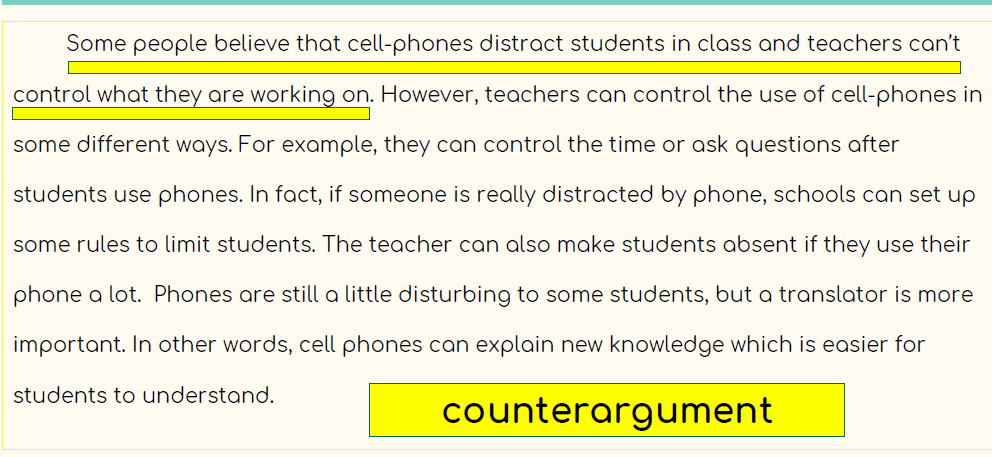 Some people believe that cell-phones distract students in class and teachers can't
control what they are working on. However, teachers can control the use of cell-phones in
some different ways. For example, they can control the time or ask questions after
students use phones. In fact, if someone is really distracted by phone, schools can set up
some rules to limit students. The teacher can also make students absent if they use their
phone a lot.  Phones are still a little disturbing to some students, but a translator is more
important. In other words, cell phones can explain new knowledge which is easier for
students to understand.
counterargument